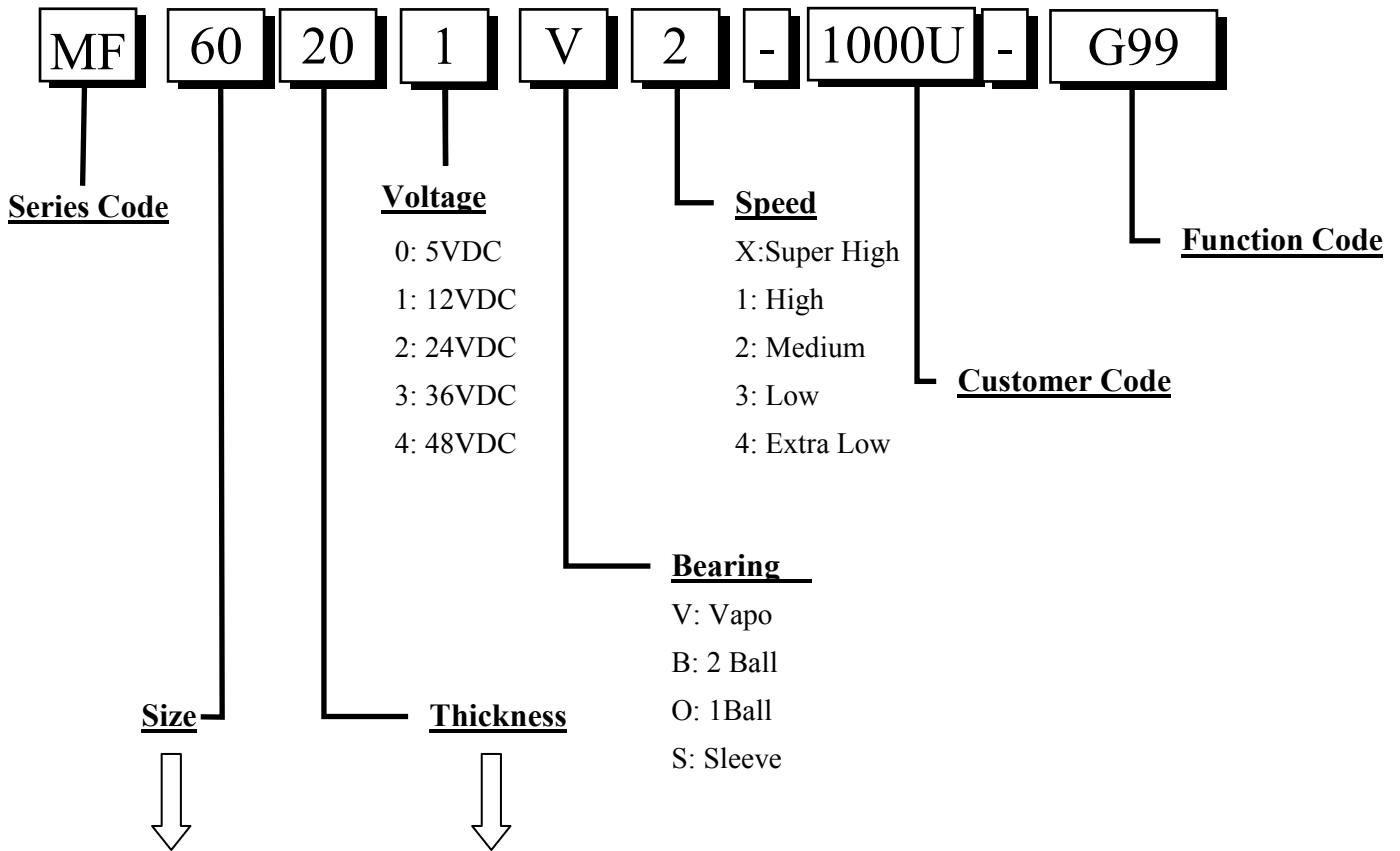 MF 60 20 1 V 2 - 1000U - G99
Series Code
Voltage
0: 5VDC
1: 12VDC
2: 24VDC
3: 36VDC
4: 48VDC
Speed
X:Super High
1: High
2: Medium
3: Low
4: Extra Low
Function Code
Customer Code
Bearing
V: Vapo
B: 2 Ball
O: 1Ball
S: Sleeve
Size
Thickness